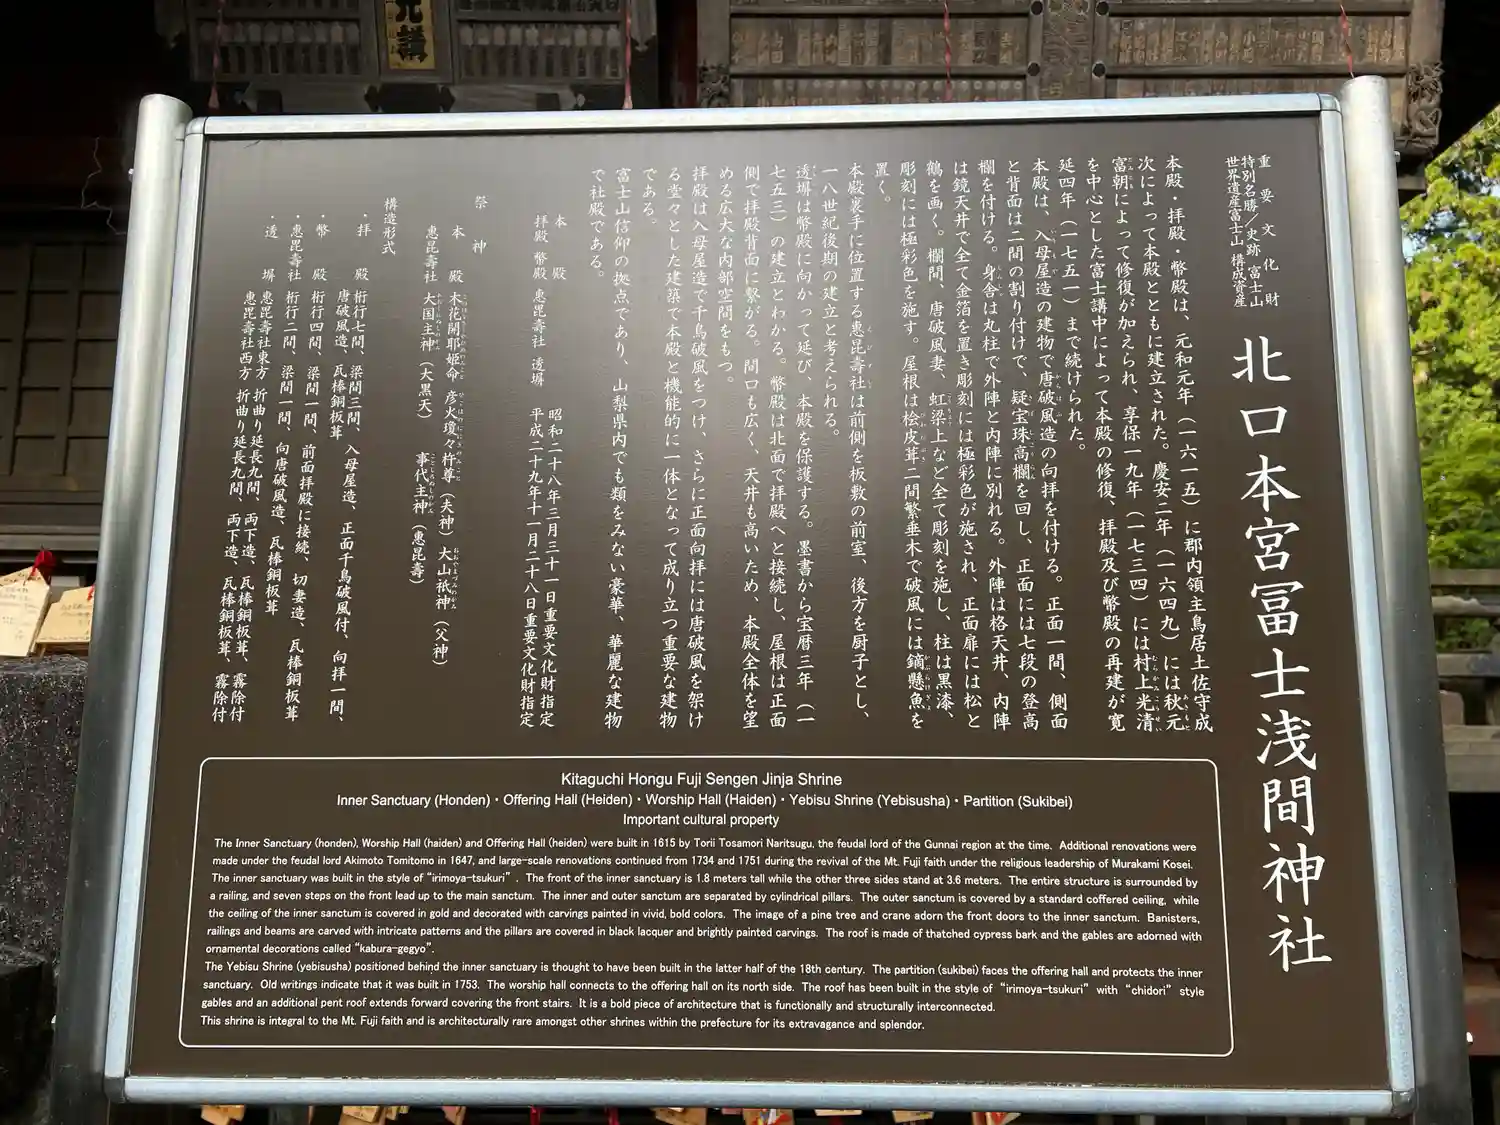 元講
重要文化財
特別名勝／史跡 富士山
世界遺産富士山 構成資産
北口本宮冨士浅間神社
本殿・拝殿・幣殿は、元和元年（一六一五）に郡内領主鳥居土佐守成
次によって本殿とともに建立された。慶安二年（一六四九）には秋元
富朝によって修復が加えられ、享保一九年（一七三四）には村上光清
を中心とした富士講中によって本殿の修復、拝殿及び幣殿の再建が寛
延四年（一七五一）まで続けられた。
本殿は、入母屋造の建物で唐破風造の向拝を付ける。正面一間、側面
と背面は二間の割り付けで、疑宝珠高欄を回し、正面には七段の登高
欄を付ける。身舎は丸柱で外陣と内陣に別れる。外陣は格天井、内陣
は鏡天井で全て金箔を置き彫刻には極彩色が施され、正面扉には松と
鶴を画く。欄間、唐破風妻、虹梁上など全て彫刻を施し、柱は黒漆、
彫刻には極彩色を施す。屋根は桧皮葺二間繁垂木で破風には鏑懸魚を
置く。
本殿裏手に位置する惠毘壽社は前側を板敷の前室、後方を厨子とし、
一八世紀後期の建立と考えられる。
透塀は幣殿に向かって延び、本殿を保護する。墨書から宝暦三年（一
七五三）の建立とわかる。幣殿は北面で拝殿へと接続し、屋根は正面
側で拝殿背面に繋がる。間口も広く、天井も高いため、本殿全体を望
める広大な内部空間をもつ。
拝殿は入母屋造で千鳥破風をつけ、さらに正面向拝には唐破風を架け
る堂々とした建築で本殿と機能的に一体となって成り立つ重要な建物
である。
富士山信仰の拠点であり、山梨県内でも類をみない豪華、華麗な建物
で社殿である。
本殿 昭和二十八年三月三十一日重要文化財指定
拝殿 幣殿 惠毘壽社 透塀 平成二十九年十一月二十八日重要文化財指定
祭神
本殿 木花開耶姫命 彦火瓊々杵尊（天神）大山祇神（父神）
惠毘壽社 大国主神（大黒天） 事代主神（惠毘壽）
構造形式
・拝殿 桁行七間、梁間三間、入母屋造、正面千鳥破風付、向拝一間、
唐破風造、瓦棒銅板葺
・幣殿 桁行四間、梁間一間、前面拝殿に接続、切妻造、瓦棒銅板葺
・惠毘壽社 桁行二間、梁間一間、向唐破風造、瓦棒銅板葺
・透塀 惠毘壽社東方 折曲り延長九間、両下造、瓦棒銅板葺、霧除付
惠毘壽社西方 折曲り延長九間、両下造、瓦棒銅板葺、霧除付
Kitaguchi Hongu Fuji Sengen Jinja Shrine
Inner Sanctuary (Honden)・Offering Hall (Heiden)・Worship Hall (Haiden)・Yebisu Shrine (Yebisusha)・Partition (Sukibei)
Important cultural property
The Inner Sanctuary (honden), Worship Hall (haiden) and Offering Hall (heiden) were built in 1615 by Torii Tosamori Naritsugu, the feudal lord of the Gunnai region at the time. Additional renovations were
made under the feudal lord Akimoto Tomitomo in 1647, and large-scale renovations continued from 1734 and 1751 during the revival of the Mt. Fuji faith under the religious leadership of Murakami Kosei.
The inner sanctuary was built in the style of “irimoya-tsukuri”. The front of the inner sanctuary is 1.8 meters tall while the other three sides stand at 3.6 meters. The entire structure is surrounded by
a railing, and seven steps on the front lead up to the main sanctum. The inner and outer sanctum are separated by cylindrical pillars. The outer sanctum is covered by a standard coffered ceiling, while
the ceiling of the inner sanctum is covered in gold and decorated with carvings painted in vivid, bold colors. The image of a pine tree and crane adorn the front doors to the inner sanctum. Banisters,
railings and beams are carved with intricate patterns and the pillars are covered in black lacquer and brightly painted carvings. The roof is made of thatched cypress bark and the gables are adorned with
ornamental decorations called “kabura-gegyo”.
The Yebisu Shrine (yebisusha) positioned behind the inner sanctuary is thought to have been built in the latter half of the 18th century. The partition (sukibei) faces the offering hall and protects the inner
sanctuary. Old writings indicate that it was built in 1753. The worship hall connects to the offering hall on its north side. The roof has been built in the style of “irimoya-tsukuri” with “chidori” style
gables and an additional pent roof extends forward covering the front stairs. It is a bold piece of architecture that is functionally and structurally interconnected.
This shrine is integral to the Mt. Fuji faith and is architecturally rare amongst other shrines within the prefecture for its extravagance and splendor.